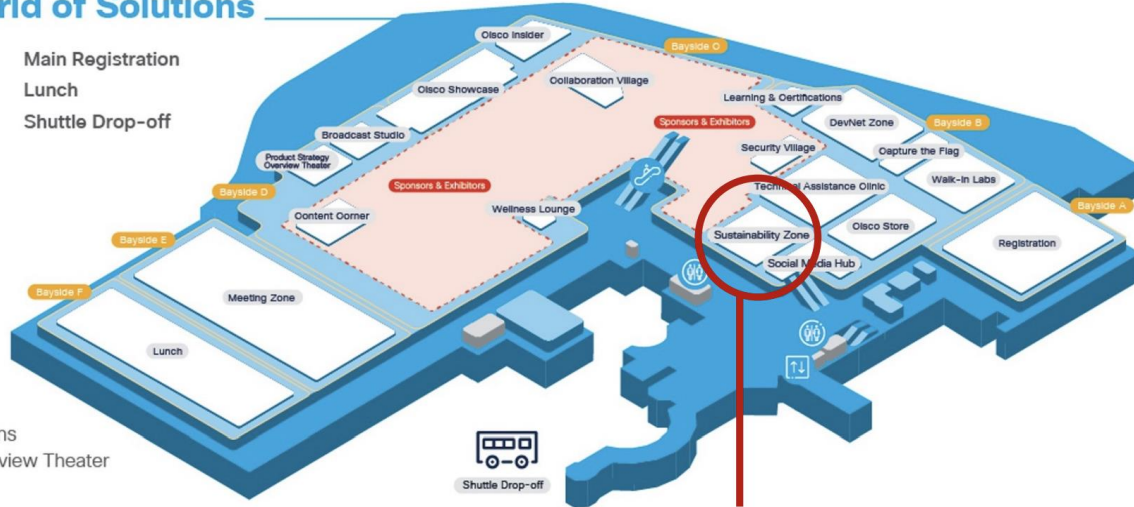 rld of Solutions
Main Registration
Lunch
Shuttle Drop-off
Cisco Insider
Bayside C
Cisco Showcase
Collaboration Village
Learning & Certifications
Sponsors & Exhibitors
DevNet Zone
Bayside B
Broadcast Studio
Security Village
Capture the Flag
Product Strategy
Overview Theater
Technical Assistance Clinic
Walk-in Labs
Sponsors & Exhibitors
Bayside D
Content Corner
Wellness Lounge
Bayside A
Sustainability Zone
Cisco Store
Registration
Bayside E
Social Media Hub
Bayside F
Meeting Zone
Lunch
ns
view Theater
Shuttle Drop-off